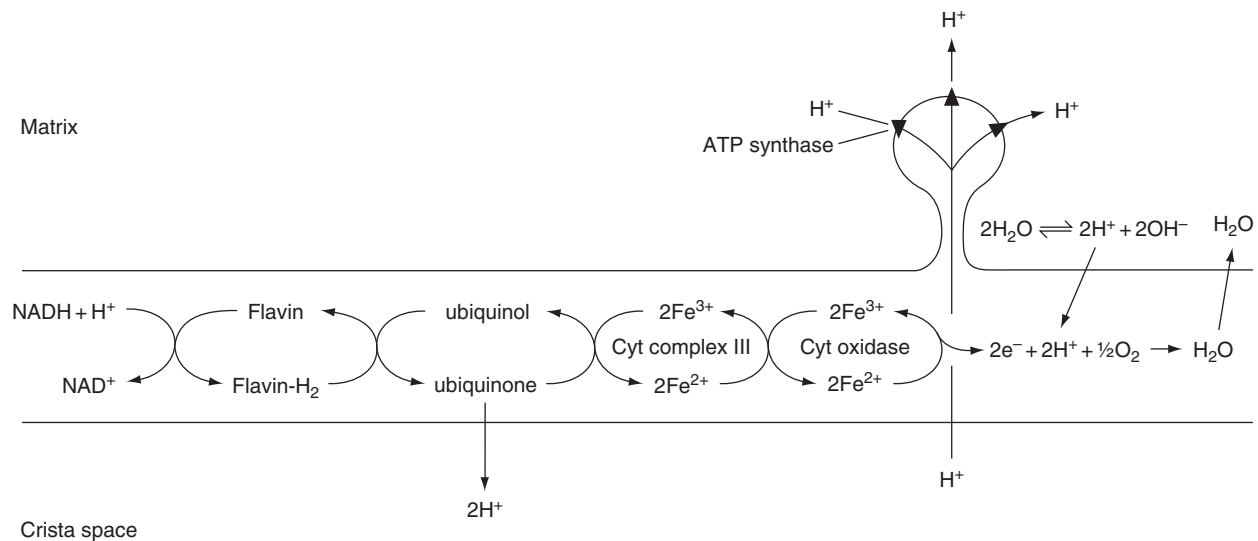 H⁺
H⁺
H⁺
Matrix
ATP synthase
2H₂O ⇌ 2H⁺ + 2OH⁻
H₂O
NADH + H⁺
Flavin
ubiquinol
2Fe³⁺
2Fe³⁺
Cyt complex III
Cyt oxidase
2e⁻ + 2H⁺ + ½O₂
H₂O
NAD⁺
Flavin-H₂
ubiquinone
2Fe²⁺
2Fe²⁺
H⁺
2H⁺
Crista space